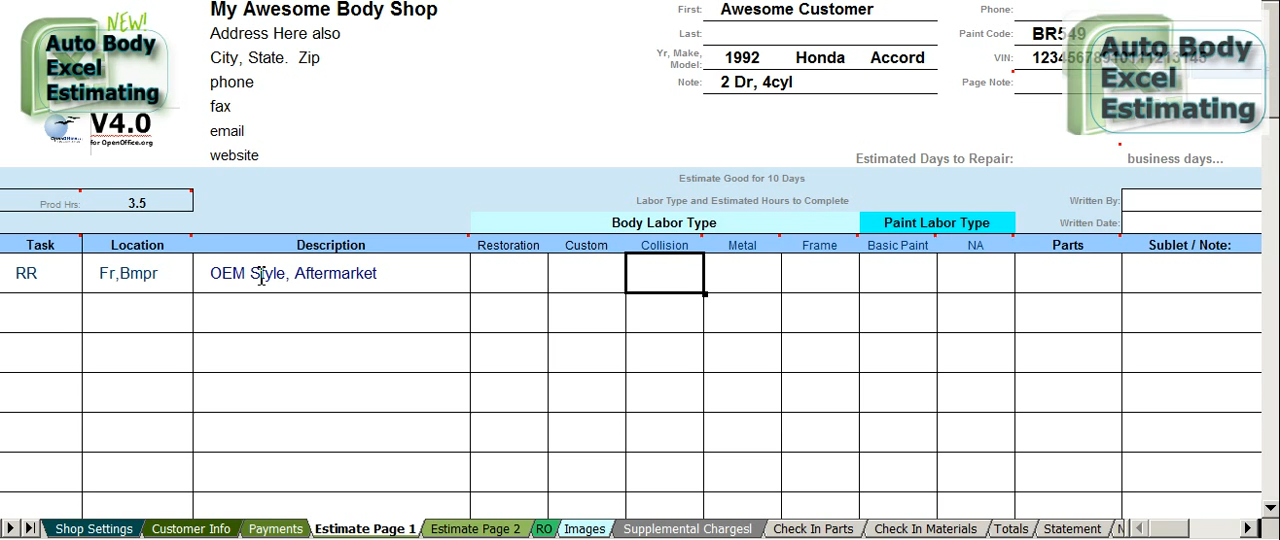 NEW!
Auto Body
Excel
Estimating
V4.0
for OpenOffice.org
My Awesome Body Shop
Address Here also
City, State. Zip
phone
fax
email
website
First: Awesome Customer
Last:
Yr, Make, Model: 1992 Honda Accord
Note: 2 Dr, 4cyl
Phone:
Paint Code: BR549
VIN: 1234567891011121314
Page Note:
Auto Body
Excel
Estimating
Estimated Days to Repair: business days...
Estimate Good for 10 Days
Prod Hrs: 3.5
Labor Type and Estimated Hours to Complete
Written By:
Body Labor Type Paint Labor Type Written Date:
Task Location Description Restoration Custom Collision Metal Frame Basic Paint NA Parts Sublet / Note:
RR Fr,Bmpr OEM Style, Aftermarket
Shop Settings Customer Info Payments Estimate Page 1 Estimate Page 2 RO Images Supplemental Chargesl Check In Parts Check In Materials Totals Statement